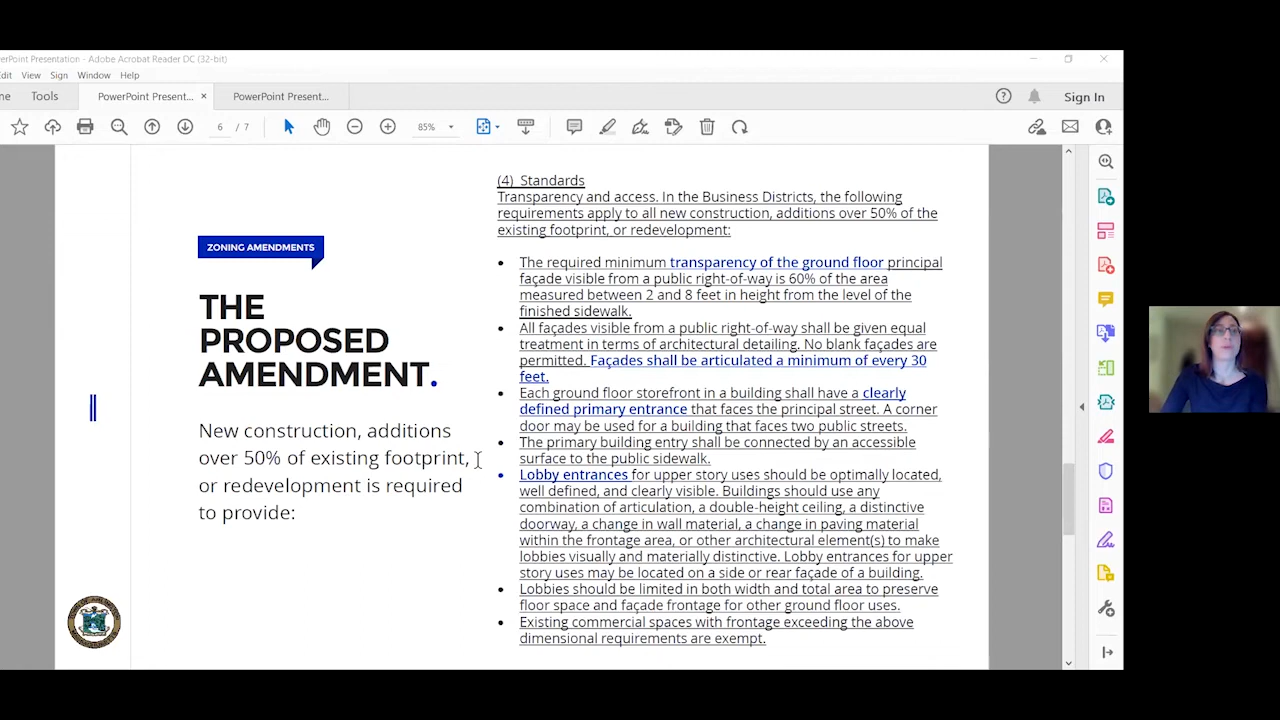 erPoint Presentation - Adobe Acrobat Reader DC (32-bit)
dit View Sign Window Help
me Tools PowerPoint Present... × PowerPoint Present... Sign In
6 / 7 85%
(4) Standards
Transparency and access. In the Business Districts, the following
requirements apply to all new construction, additions over 50% of the
existing footprint, or redevelopment:
ZONING AMENDMENTS
THE
PROPOSED
AMENDMENT.
New construction, additions
over 50% of existing footprint,
or redevelopment is required
to provide:
• The required minimum transparency of the ground floor principal
façade visible from a public right-of-way is 60% of the area
measured between 2 and 8 feet in height from the level of the
finished sidewalk.
• All façades visible from a public right-of-way shall be given equal
treatment in terms of architectural detailing. No blank façades are
permitted. Façades shall be articulated a minimum of every 30
feet.
• Each ground floor storefront in a building shall have a clearly
defined primary entrance that faces the principal street. A corner
door may be used for a building that faces two public streets.
• The primary building entry shall be connected by an accessible
surface to the public sidewalk.
• Lobby entrances for upper story uses should be optimally located,
well defined, and clearly visible. Buildings should use any
combination of articulation, a double-height ceiling, a distinctive
doorway, a change in wall material, a change in paving material
within the frontage area, or other architectural element(s) to make
lobbies visually and materially distinctive. Lobby entrances for upper
story uses may be located on a side or rear façade of a building.
• Lobbies should be limited in both width and total area to preserve
floor space and façade frontage for other ground floor uses.
• Existing commercial spaces with frontage exceeding the above
dimensional requirements are exempt.